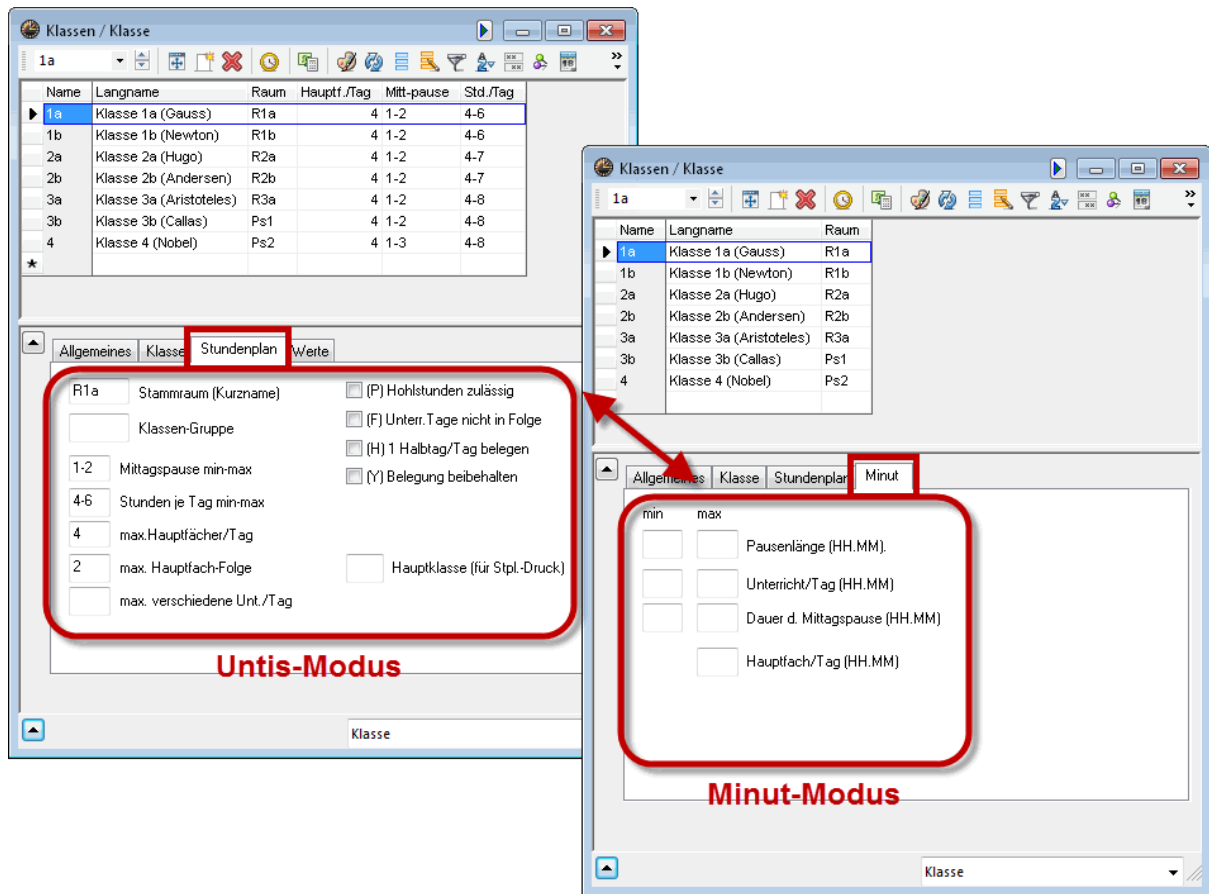 Klassen / Klasse
1a
Name Langname Raum Hauptf./Tag Mitt-pause Std./Tag
1a Klasse 1a (Gauss) R1a 4 1-2 4-6
1b Klasse 1b (Newton) R1b 4 1-2 4-6
2a Klasse 2a (Hugo) R2a 4 1-2 4-7
2b Klasse 2b (Andersen) R2b 4 1-2 4-7
3a Klasse 3a (Aristoteles) R3a 4 1-2 4-8
3b Klasse 3b (Callas) Ps1 4 1-2 4-8
4 Klasse 4 (Nobel) Ps2 4 1-3 4-8
Allgemeines Klasse Stundenplan Werte
R1a Stammraum (Kurzname)
Klassen-Gruppe
1-2 Mittagspause min-max
4-6 Stunden je Tag min-max
4 max.Hauptfächer/Tag
2 max. Hauptfach-Folge
max. verschiedene Unt./Tag
(P) Hohlstunden zulässig
(F) Unterr.Tage nicht in Folge
(H) 1 Halbtag/Tag belegen
(Y) Belegung beibehalten
Hauptklasse (für Stpl.-Druck)
Untis-Modus
Klasse
Klassen / Klasse
1a
Name Langname Raum
1a Klasse 1a (Gauss) R1a
1b Klasse 1b (Newton) R1b
2a Klasse 2a (Hugo) R2a
2b Klasse 2b (Andersen) R2b
3a Klasse 3a (Aristoteles) R3a
3b Klasse 3b (Callas) Ps1
4 Klasse 4 (Nobel) Ps2
Allgemeines Klasse Stundenplan Minut
min max
Pausenlänge (HH.MM).
Unterricht/Tag (HH.MM)
Dauer d. Mittagspause (HH.MM)
Hauptfach/Tag (HH.MM)
Minut-Modus
Klasse